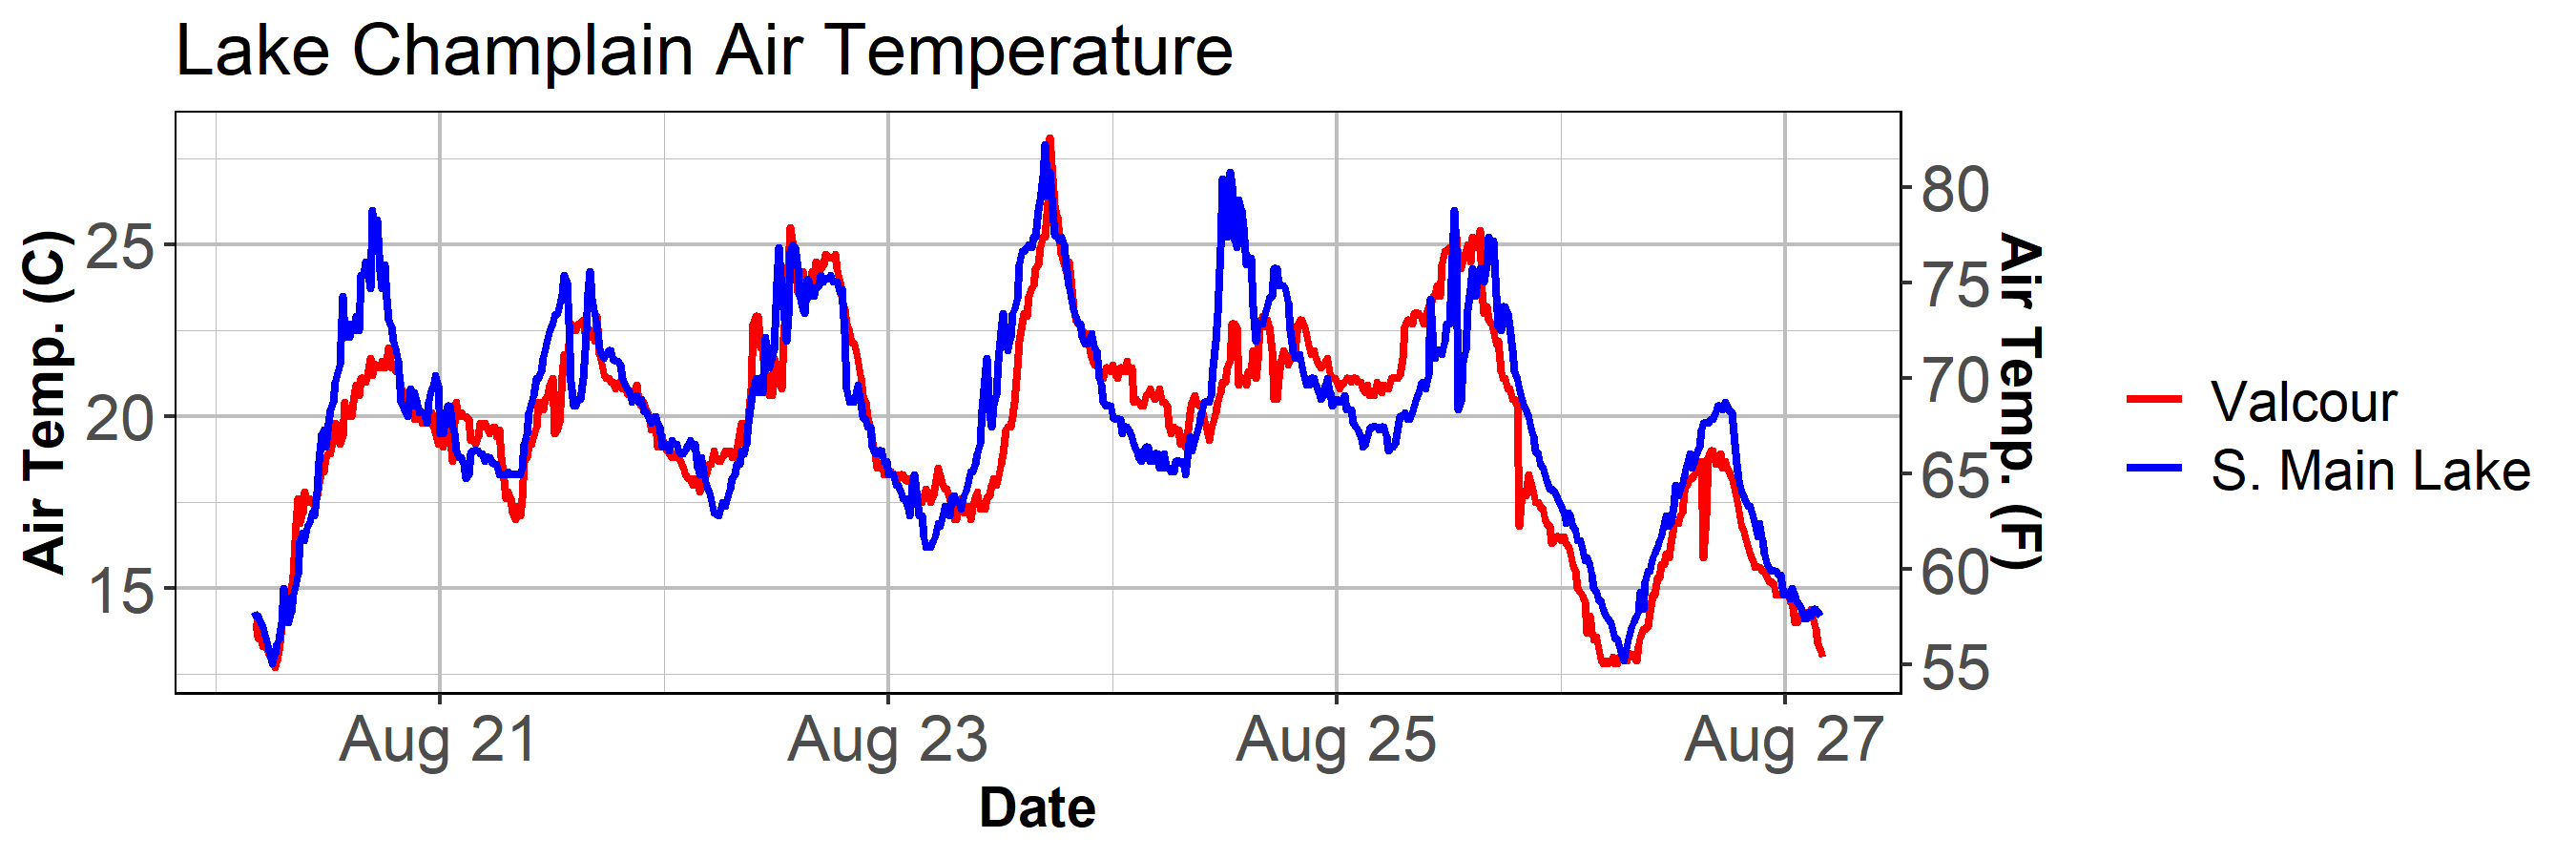 Lake Champlain Air Temperature
Air Temp. (C)
25
20
15
80
75
70
65
60
55
Air Temp. (F)
Aug 21
Aug 23
Aug 25
Aug 27
Date
Valcour
S. Main Lake